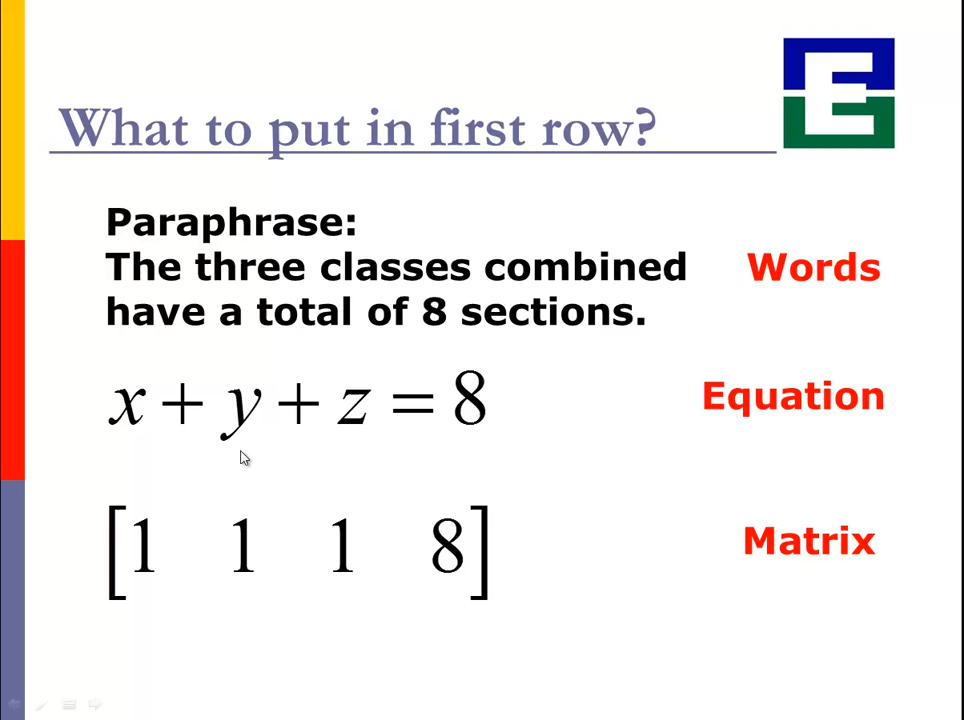 E
What to put in first row?
Paraphrase:
The three classes combined
have a total of 8 sections.
Words
x + y + z = 8
Equation
[1 1 1 8]
Matrix